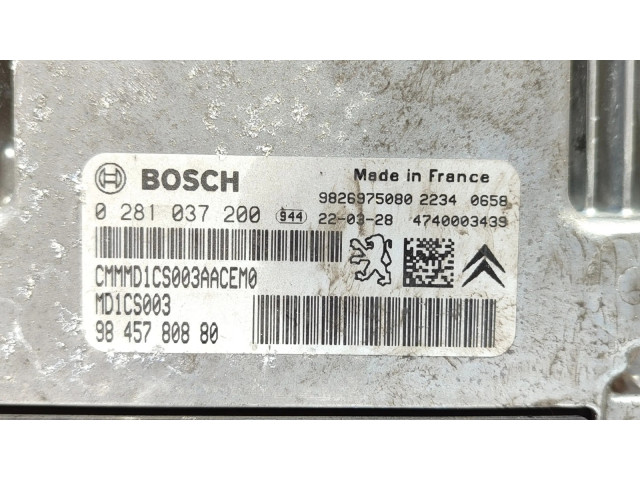 BOSCH
Made in France
9826975080 2234 0658
0 281 037 200 944 22-03-28 4740003439
CMMMD1CS003AACEM0
MD1CS003
98 457 808 80